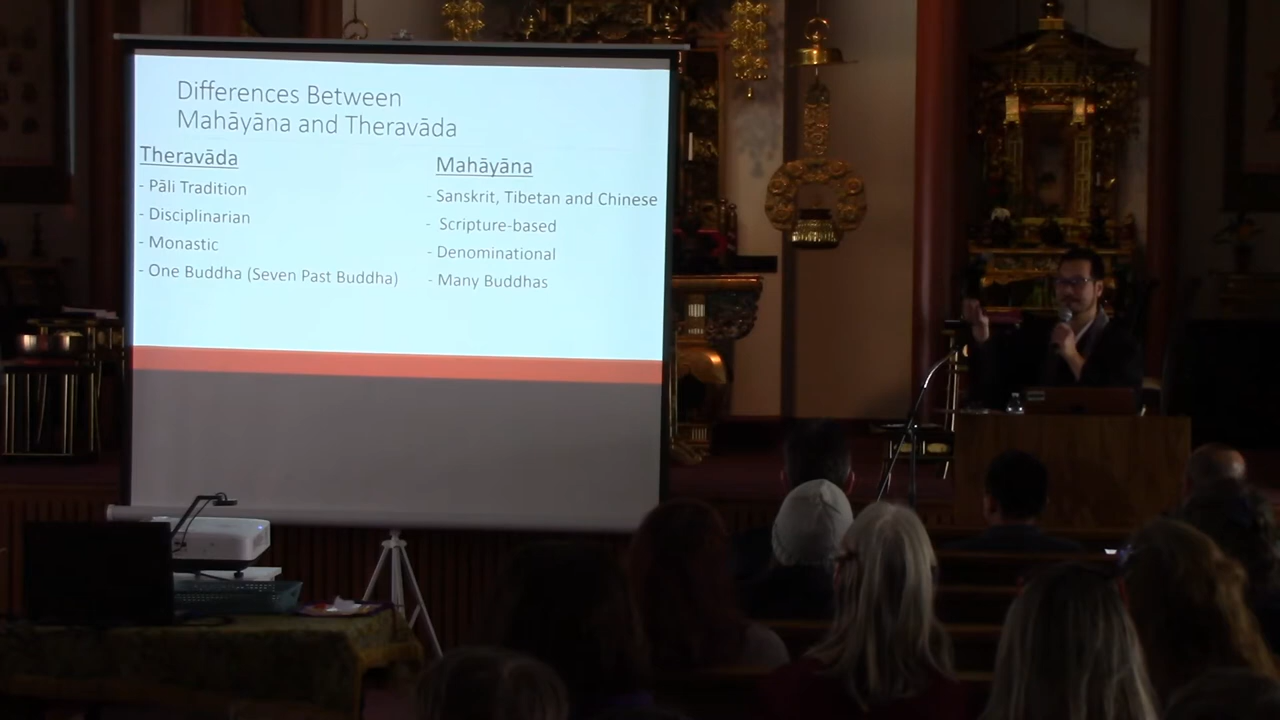 Differences Between
Mahāyāna and Theravāda
Theravāda
- Pāli Tradition
- Disciplinarian
- Monastic
- One Buddha (Seven Past Buddha)
Mahāyāna
- Sanskrit, Tibetan and Chinese
- Scripture-based
- Denominational
- Many Buddhas